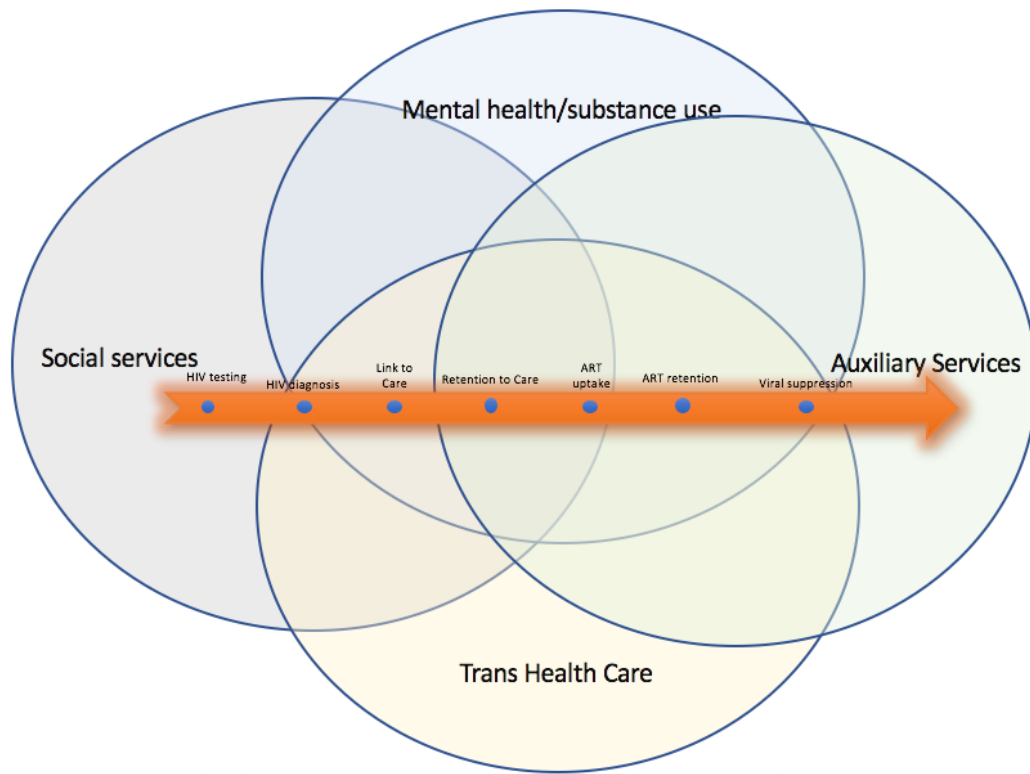 Mental health/substance use
Social services
Auxiliary Services
HIV testing
HIV diagnosis
Link to
Care
Retention to Care
ART
uptake
ART retention
Viral suppression
Trans Health Care